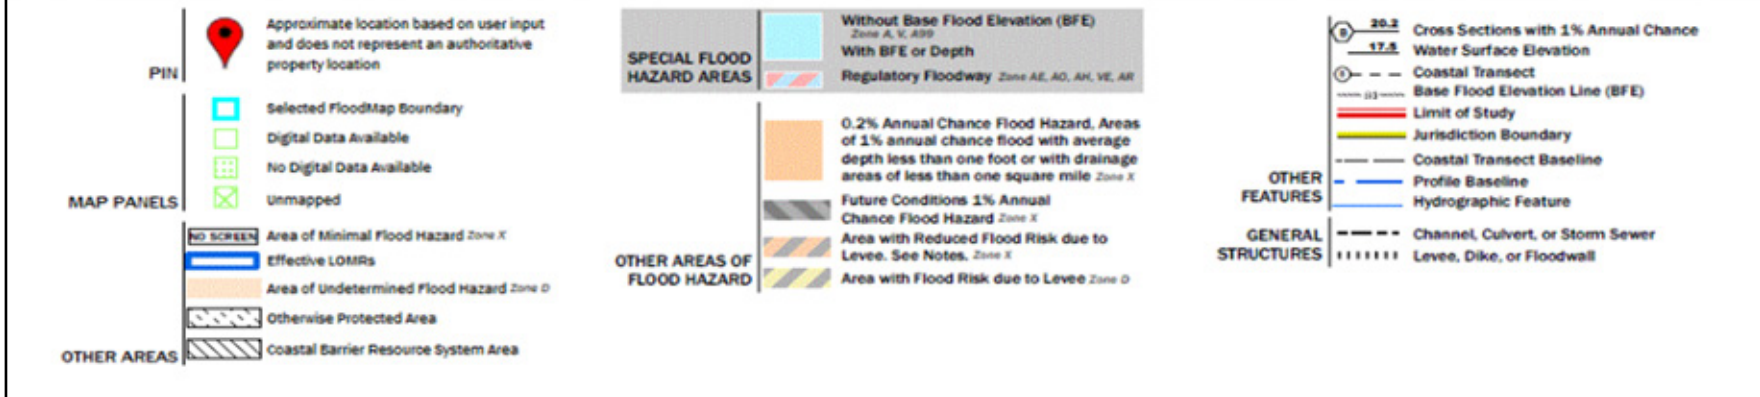 Approximate location based on user input
and does not represent an authoritative
property location
PIN
Selected FloodMap Boundary
Digital Data Available
No Digital Data Available
MAP PANELS
Unmapped
NO SCREEN Area of Minimal Flood Hazard Zone X
Effective LOMRs
Area of Undetermined Flood Hazard Zone D
Otherwise Protected Area
OTHER AREAS
Coastal Barrier Resource System Area
Without Base Flood Elevation (BFE)
Zone A, V, A99
With BFE or Depth
SPECIAL FLOOD
HAZARD AREAS
Regulatory Floodway Zone AE, AO, AH, VE, AR
0.2% Annual Chance Flood Hazard, Areas
of 1% annual chance flood with average
depth less than one foot or with drainage
areas of less than one square mile Zone X
Future Conditions 1% Annual
Chance Flood Hazard Zone X
Area with Reduced Flood Risk due to
Levee. See Notes. Zone X
OTHER AREAS OF
FLOOD HAZARD
Area with Flood Risk due to Levee Zone D
20.2
Cross Sections with 1% Annual Chance
17.5
Water Surface Elevation
Coastal Transect
Base Flood Elevation Line (BFE)
Limit of Study
Jurisdiction Boundary
Coastal Transect Baseline
OTHER
FEATURES
Profile Baseline
Hydrographic Feature
GENERAL
STRUCTURES
Channel, Culvert, or Storm Sewer
Levee, Dike, or Floodwall